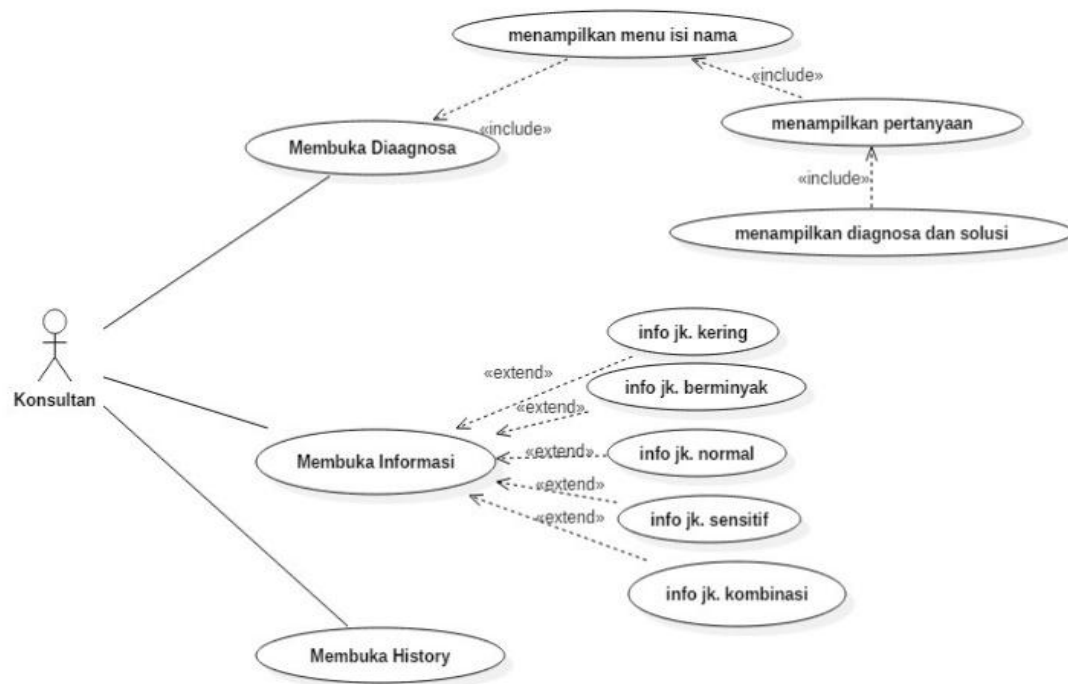 menampilkan menu isi nama
«include»
menampilkan pertanyaan
«include»
Membuka Diaagnosa
«include»
menampilkan diagnosa dan solusi
Konsultan
info jk. kering
«extend»
info jk. berminyak
«extend»
Membuka Informasi
«extend»
info jk. normal
«extend»
info jk. sensitif
«extend»
info jk. kombinasi
Membuka History